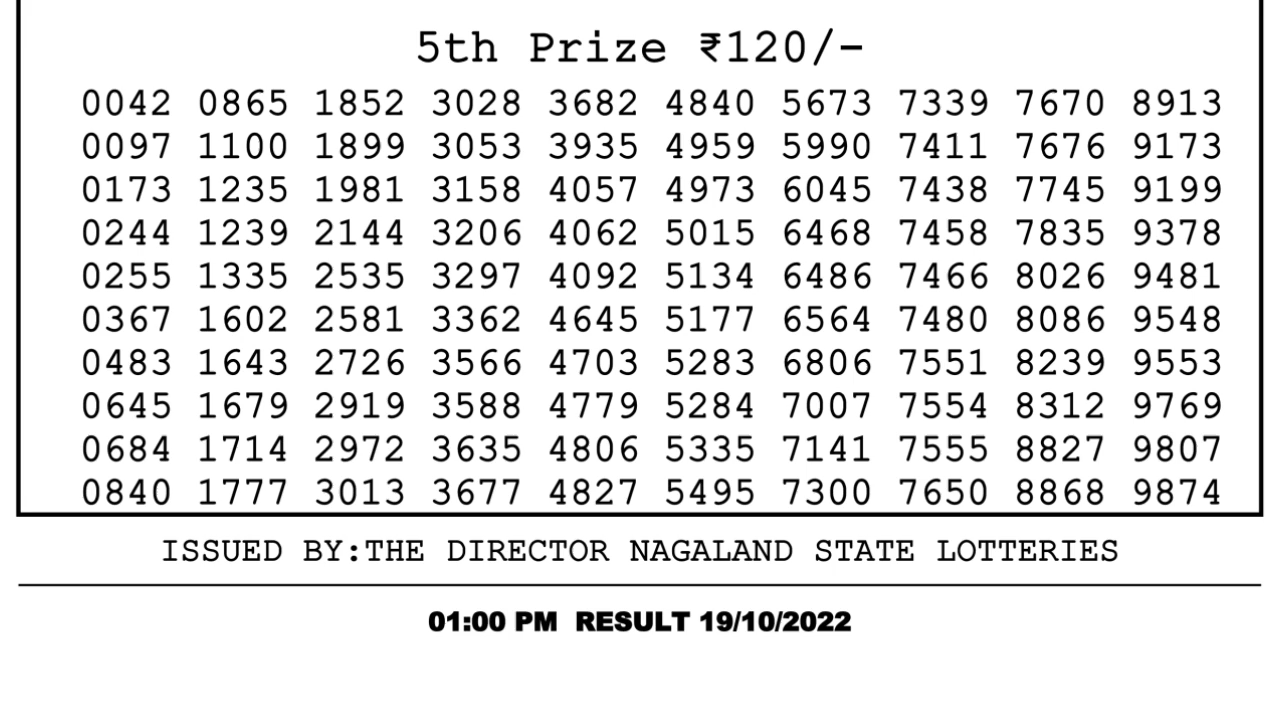 5th Prize ₹120/-
0042 0865 1852 3028 3682 4840 5673 7339 7670 8913
0097 1100 1899 3053 3935 4959 5990 7411 7676 9173
0173 1235 1981 3158 4057 4973 6045 7438 7745 9199
0244 1239 2144 3206 4062 5015 6468 7458 7835 9378
0255 1335 2535 3297 4092 5134 6486 7466 8026 9481
0367 1602 2581 3362 4645 5177 6564 7480 8086 9548
0483 1643 2726 3566 4703 5283 6806 7551 8239 9553
0645 1679 2919 3588 4779 5284 7007 7554 8312 9769
0684 1714 2972 3635 4806 5335 7141 7555 8827 9807
0840 1777 3013 3677 4827 5495 7300 7650 8868 9874
ISSUED BY:THE DIRECTOR NAGALAND STATE LOTTERIES
01:00 PM RESULT 19/10/2022